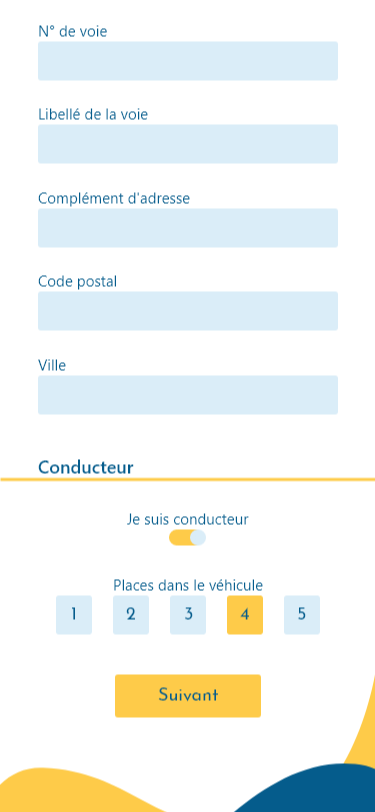 N° de voie
Libellé de la voie
Complément d'adresse
Code postal
Ville
Conducteur
Je suis conducteur
Places dans le véhicule
1 2 3 4 5
Suivant